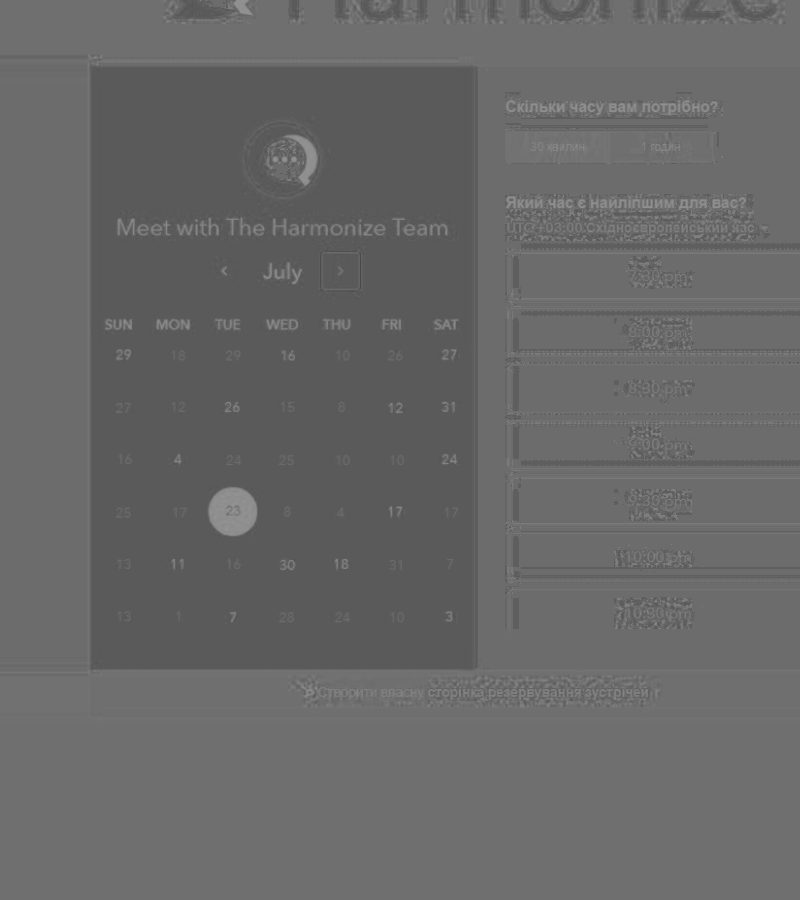 Harmonize
Meet with The Harmonize Team
July
SUN MON TUE WED THU FRI SAT
29 18 29 16 10 26 27
27 12 26 15 8 12 31
16 4 24 25 10 10 24
25 17 23 8 4 17 17
13 11 16 30 18 31 7
13 1 7 28 24 10 3
Скільки часу вам потрібно?
30 хвилин 1 годин
Який час є найліпшим для вас?
UTC+03:00 Східноєвропейський час
7:30 pm
8:00 pm
8:30 pm
9:00 pm
9:30 pm
10:00 pm
Створити власну сторінка резервування зустрічей